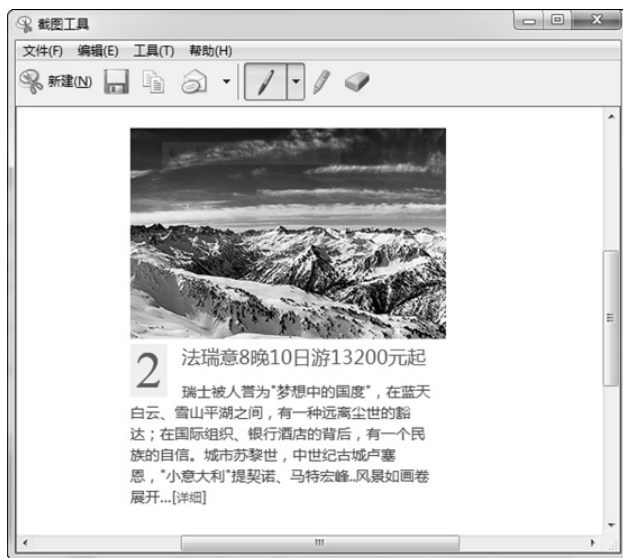 截图工具
文件(F) 编辑(E) 工具(T) 帮助(H)
新建(N)
2
法瑞意8晚10日游13200元起
瑞士被人誉为"梦想中的国度"，在蓝天
白云、雪山平湖之间，有一种远离尘世的豁
达；在国际组织、银行酒店的背后，有一个民
族的自信。城市苏黎世，中世纪古城卢塞
恩，"小意大利"提契诺、马特宏峰..风景如画卷
展开...[详细]